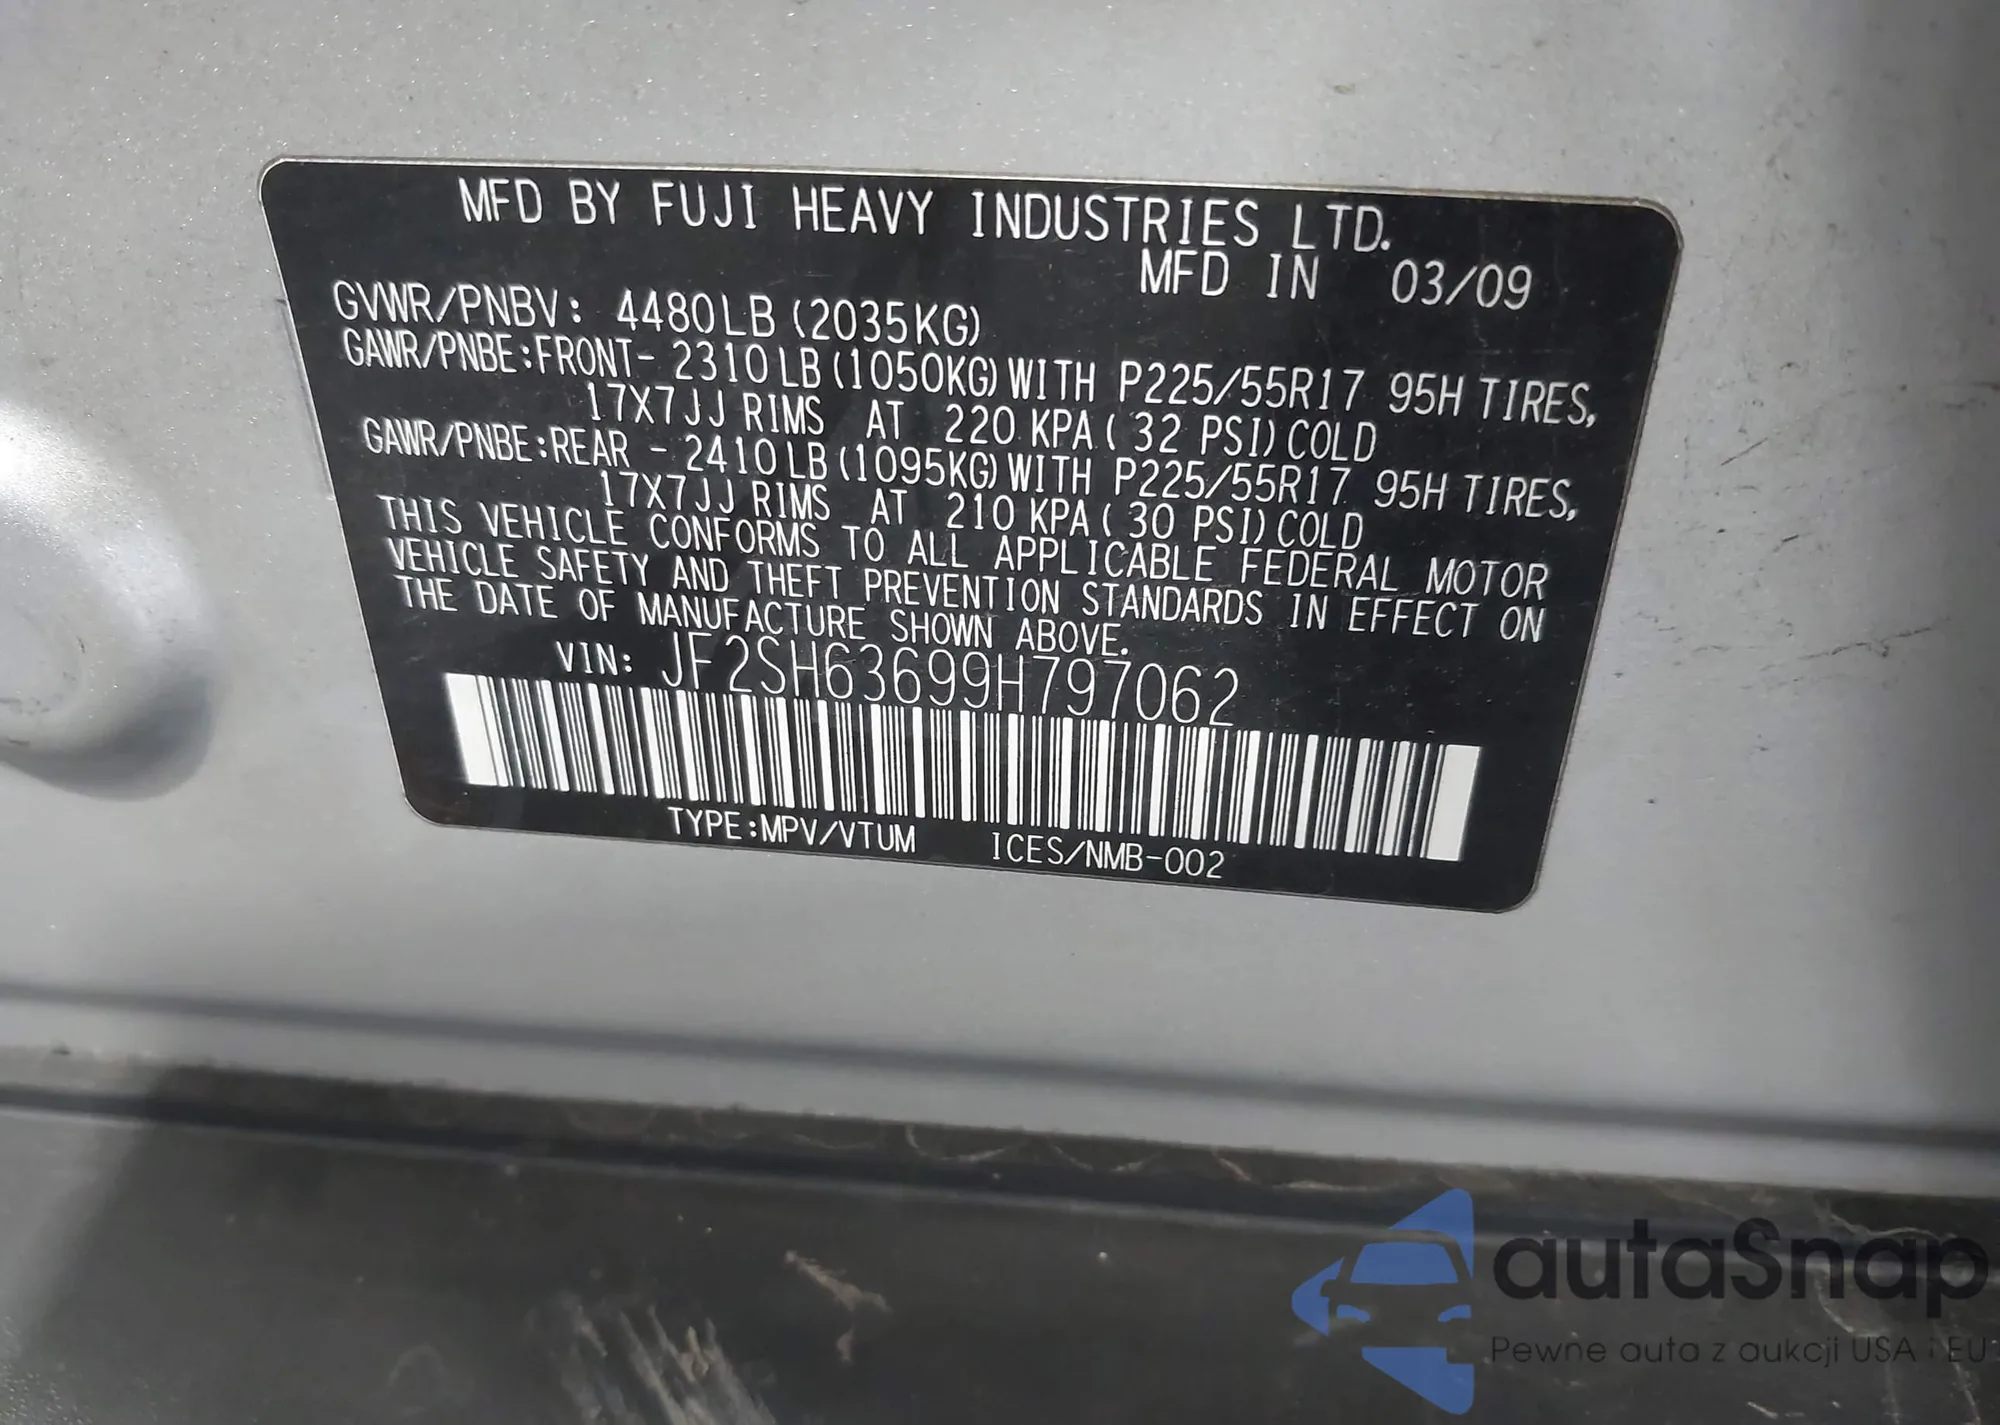 MFD BY FUJI HEAVY INDUSTRIES LTD.
MFD IN 03/09
GVWR/PNBV: 4480LB (2035KG)
GAWR/PNBE:FRONT- 2310LB (1050KG) WITH P225/55R17 95H TIRES,
17X7JJ RIMS AT 220 KPA ( 32 PSI) COLD
GAWR/PNBE:REAR - 2410LB (1095KG) WITH P225/55R17 95H TIRES,
17X7JJ RIMS AT 210 KPA ( 30 PSI) COLD
THIS VEHICLE CONFORMS TO ALL APPLICABLE FEDERAL MOTOR
VEHICLE SAFETY AND THEFT PREVENTION STANDARDS IN EFFECT ON
THE DATE OF MANUFACTURE SHOWN ABOVE.
VIN: JF2SH63699H797062
TYPE:MPV/VTUM ICES/NMB-002
autaSnap
Pewne auta z aukcji USA i EU